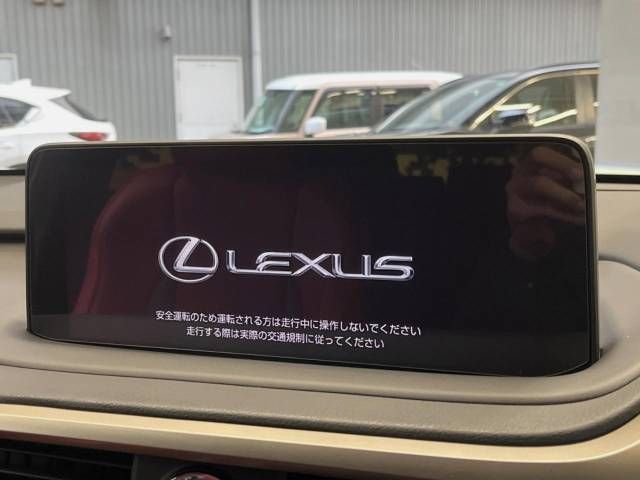 LEXUS
安全運転のため運転される方は走行中に操作しないでください
走行する際は実際の交通規制に従ってください